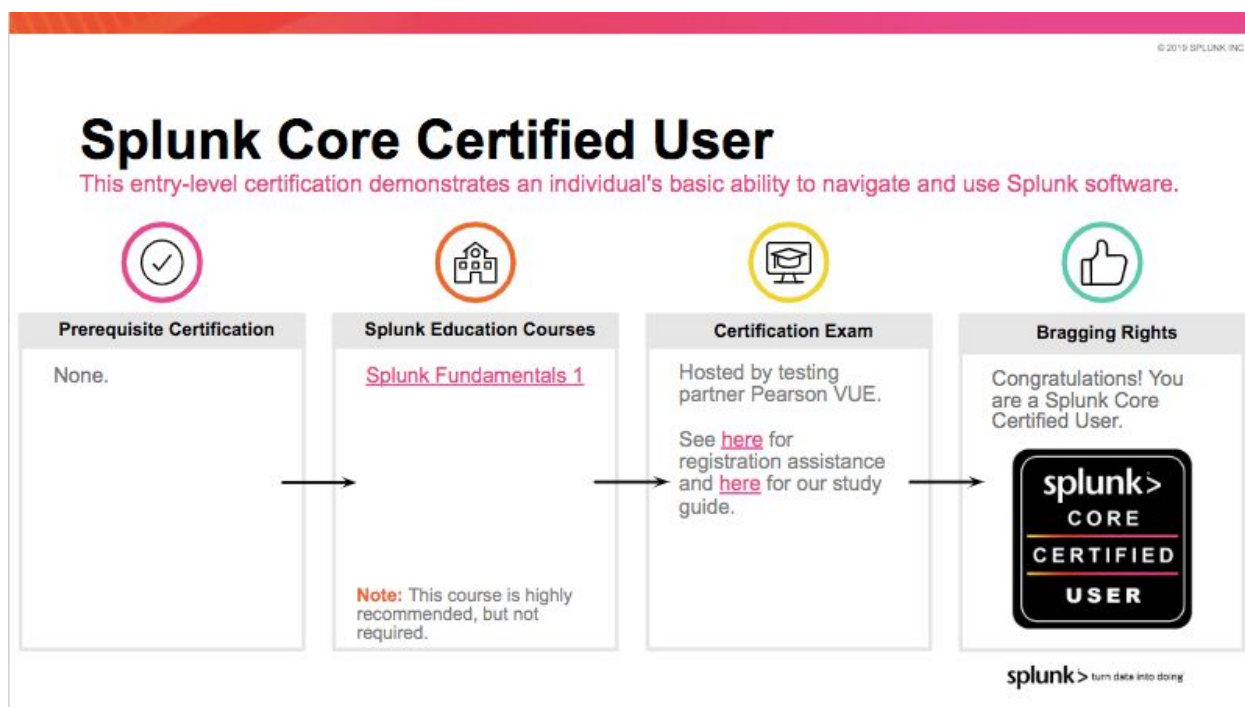 © 2019 SPLUNK INC.
Splunk Core Certified User
This entry-level certification demonstrates an individual's basic ability to navigate and use Splunk software.
Prerequisite Certification
None.
Splunk Education Courses
Splunk Fundamentals 1
Note: This course is highly
recommended, but not
required.
Certification Exam
Hosted by testing
partner Pearson VUE.
See here for
registration assistance
and here for our study
guide.
Bragging Rights
Congratulations! You
are a Splunk Core
Certified User.
splunk>
CORE
CERTIFIED
USER
splunk> turn data into doing